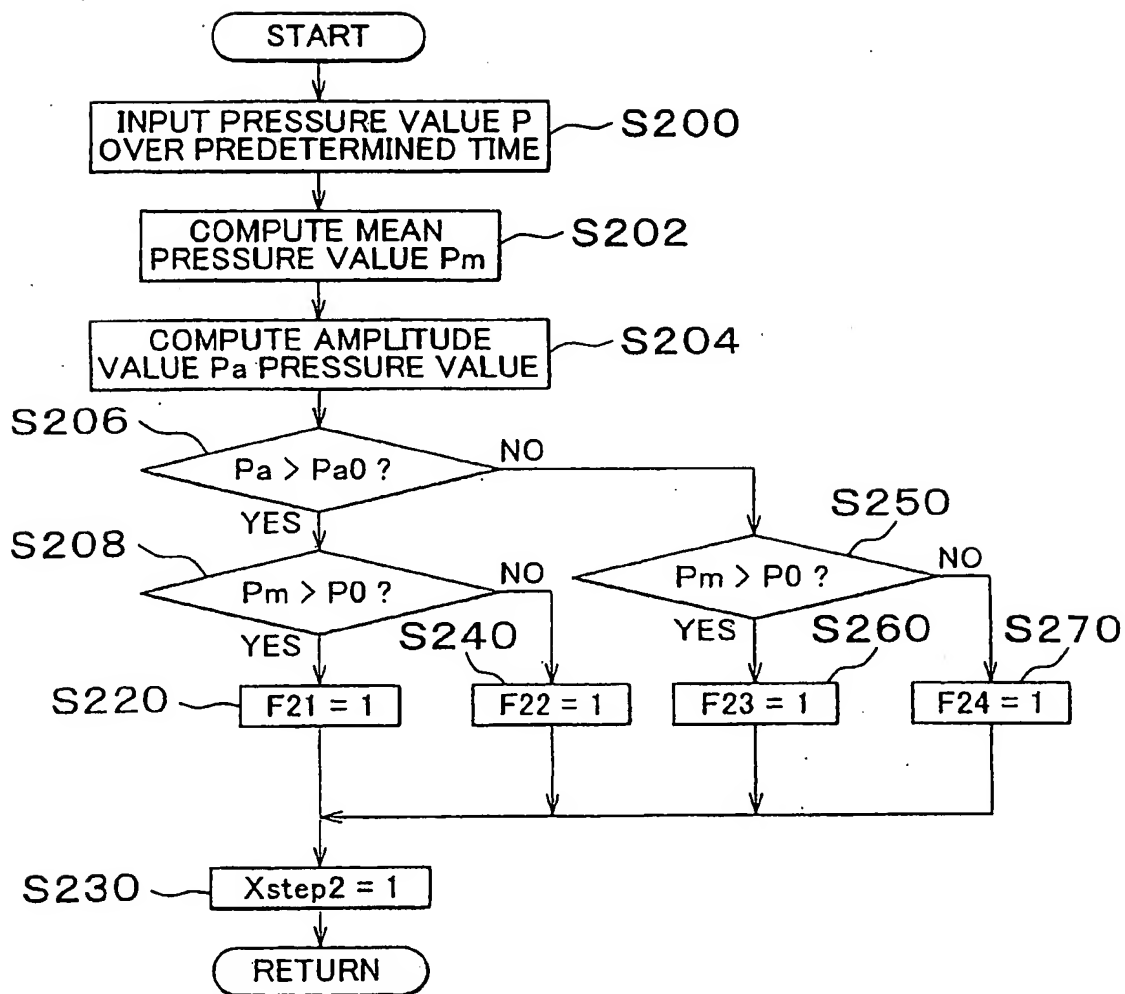 START
INPUT PRESSURE VALUE P
OVER PREDETERMINED TIME
S200
COMPUTE MEAN
PRESSURE VALUE Pm
S202
COMPUTE AMPLITUDE
VALUE Pa PRESSURE VALUE
S204
S206
Pa > Pa0 ?
NO
YES
S208
Pm > P0 ?
NO
YES
S250
Pm > P0 ?
NO
YES
S220
F21 = 1
S240
F22 = 1
S260
F23 = 1
S270
F24 = 1
S230
Xstep2 = 1
RETURN